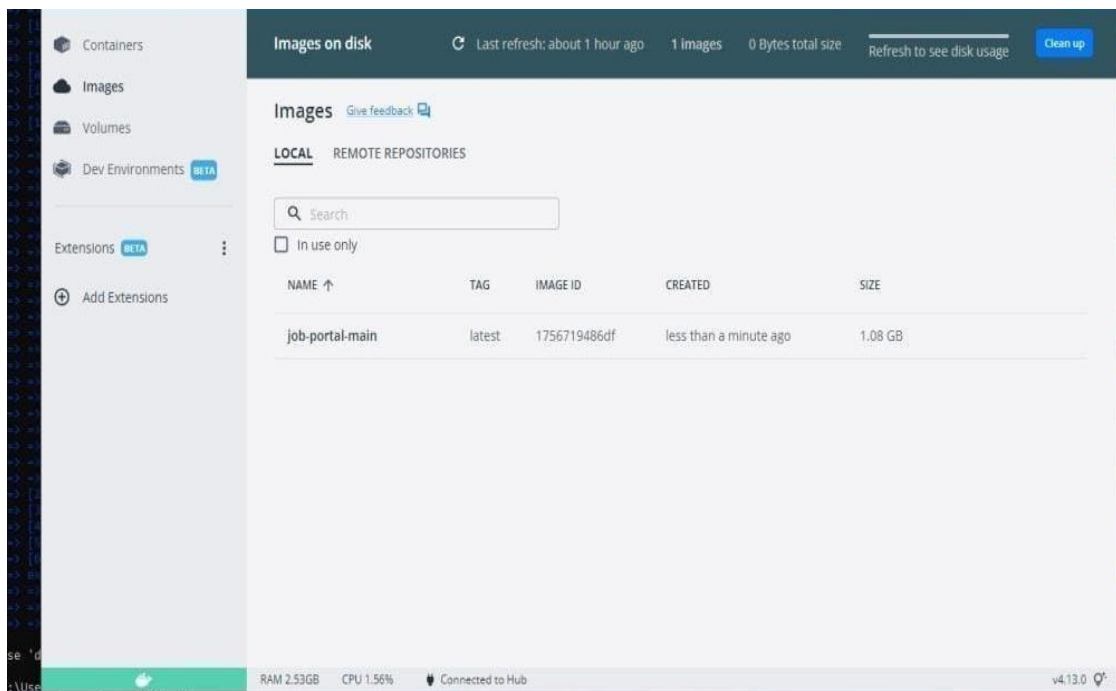 Containers
Images
Volumes
Dev Environments BETA
Extensions BETA
Add Extensions
Images on disk
Last refresh: about 1 hour ago
1 images
0 Bytes total size
Refresh to see disk usage
Clean up
Images Give feedback
LOCAL REMOTE REPOSITORIES
Search
In use only
NAME TAG IMAGE ID CREATED SIZE
job-portal-main latest 1756719486df less than a minute ago 1.08 GB
se 'd
:\Use
RAM 2.53GB CPU 1.56% Connected to Hub v4.13.0